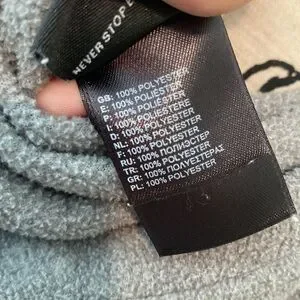 NEVER STOP E
GB: 100% POLYESTER
E: 100% POLIÉSTER
P: 100% POLIÉSTER
I: 100% POLIESTERE
D: 100% POLYESTER
NL: 100% POLYESTER
F: 100% POLYESTER
RU: 100% ПОЛИЭСТЕР
TR: 100% POLYESTER
GR: 100% ΠΟΛΥΕΣΤΕΡΑΣ
PL: 100% POLYESTER